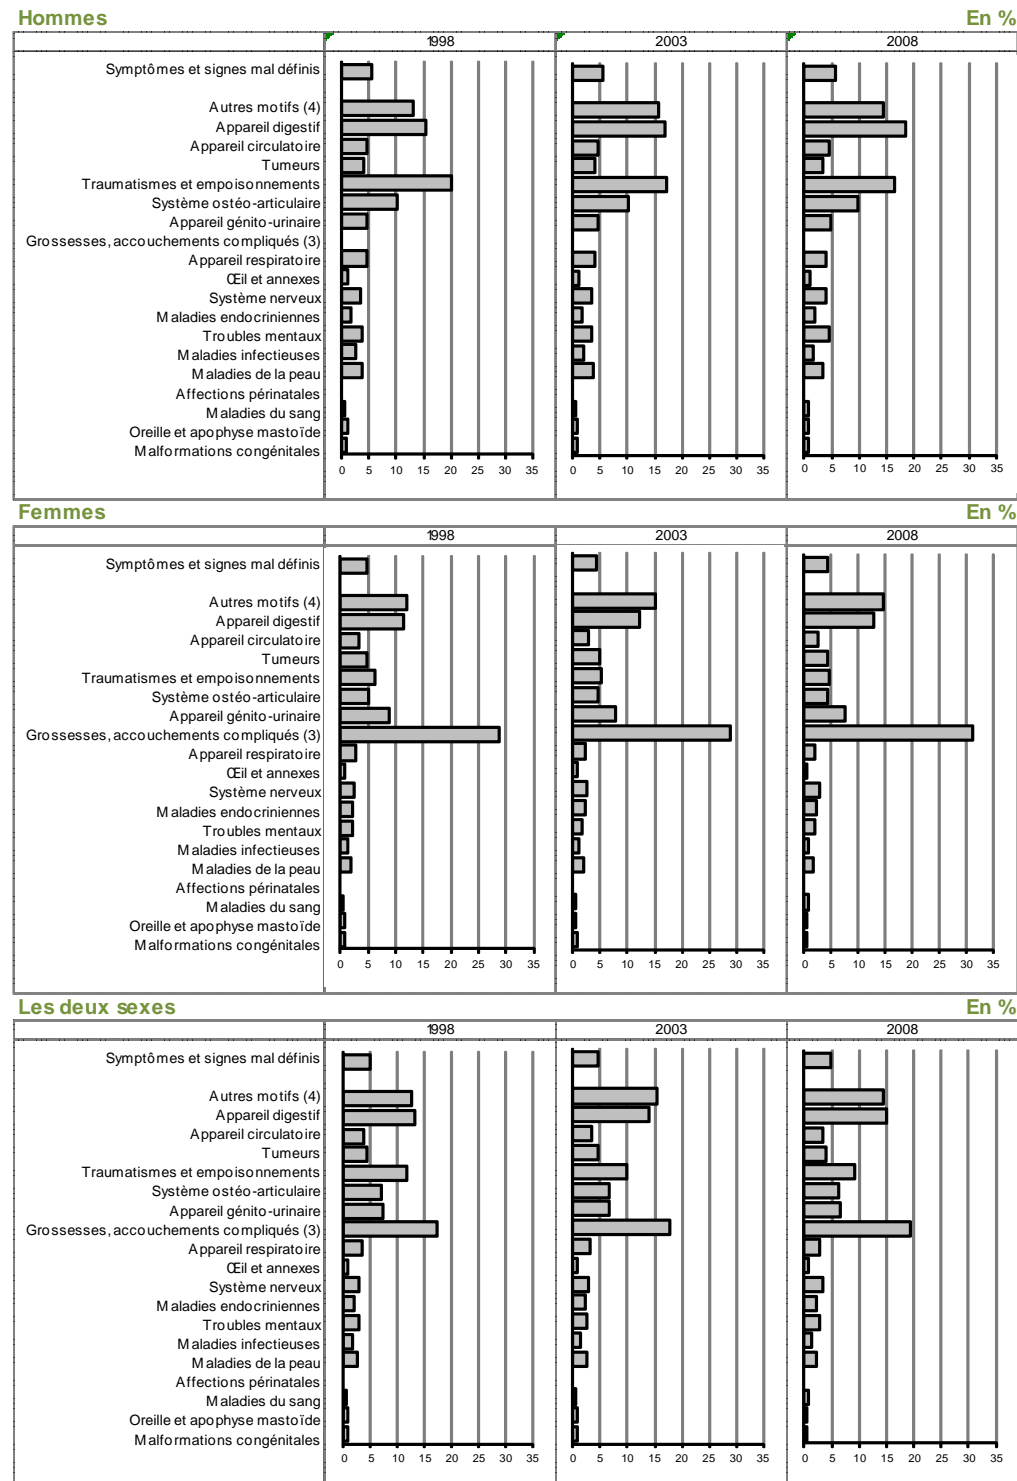 Hommes En %
1998 2003 2008
Symptômes et signes mal définis
Autres motifs (4)
Appareil digestif
Appareil circulatoire
Tumeurs
Traumatismes et empoisonnements
Système ostéo-articulaire
Appareil génito-urinaire
Grossesses, accouchements compliqués (3)
Appareil respiratoire
Œil et annexes
Système nerveux
Maladies endocriniennes
Troubles mentaux
Maladies infectieuses
Maladies de la peau
Affections périnatales
Maladies du sang
Oreille et apophyse mastoïde
Malformations congénitales
0 5 10 15 20 25 30 35 0 5 10 15 20 25 30 35 0 5 10 15 20 25 30 35
Femmes En %
1998 2003 2008
Symptômes et signes mal définis
Autres motifs (4)
Appareil digestif
Appareil circulatoire
Tumeurs
Traumatismes et empoisonnements
Système ostéo-articulaire
Appareil génito-urinaire
Grossesses, accouchements compliqués (3)
Appareil respiratoire
Œil et annexes
Système nerveux
Maladies endocriniennes
Troubles mentaux
Maladies infectieuses
Maladies de la peau
Affections périnatales
Maladies du sang
Oreille et apophyse mastoïde
Malformations congénitales
0 5 10 15 20 25 30 35 0 5 10 15 20 25 30 35 0 5 10 15 20 25 30 35
Les deux sexes En %
1998 2003 2008
Symptômes et signes mal définis
Autres motifs (4)
Appareil digestif
Appareil circulatoire
Tumeurs
Traumatismes et empoisonnements
Système ostéo-articulaire
Appareil génito-urinaire
Grossesses, accouchements compliqués (3)
Appareil respiratoire
Œil et annexes
Système nerveux
Maladies endocriniennes
Troubles mentaux
Maladies infectieuses
Maladies de la peau
Affections périnatales
Maladies du sang
Oreille et apophyse mastoïde
Malformations congénitales
0 5 10 15 20 25 30 35 0 5 10 15 20 25 30 35 0 5 10 15 20 25 30 35